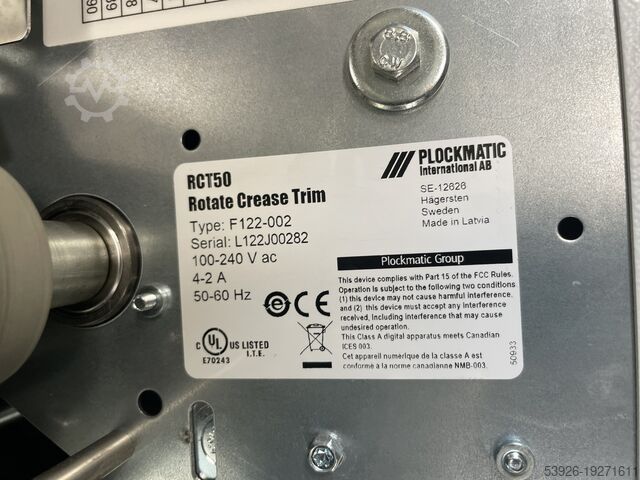 RCT50
Rotate Crease Trim
Type: F122-002
Serial: L122J00282
100-240 V ac
4-2 A
50-60 Hz
PLOCKMATIC
International AB
SE-12628
Hägersten
Sweden
Made in Latvia
Plockmatic Group
This device complies with Part 15 of the FCC Rules.
Operation is subject to the following two conditions
(1) this device may not cause harmful interference,
and (2) this device must accept any interference
received, including interference that may cause
undesired operation.
This Class A digital apparatus meets Canadian
ICES 003.
Cet appareil numérique de la classe A est
conforme à la norme canadienne NMB-003.
50933
e CE
C UL US LISTED
I.T.E.
E70243
53926-19271611